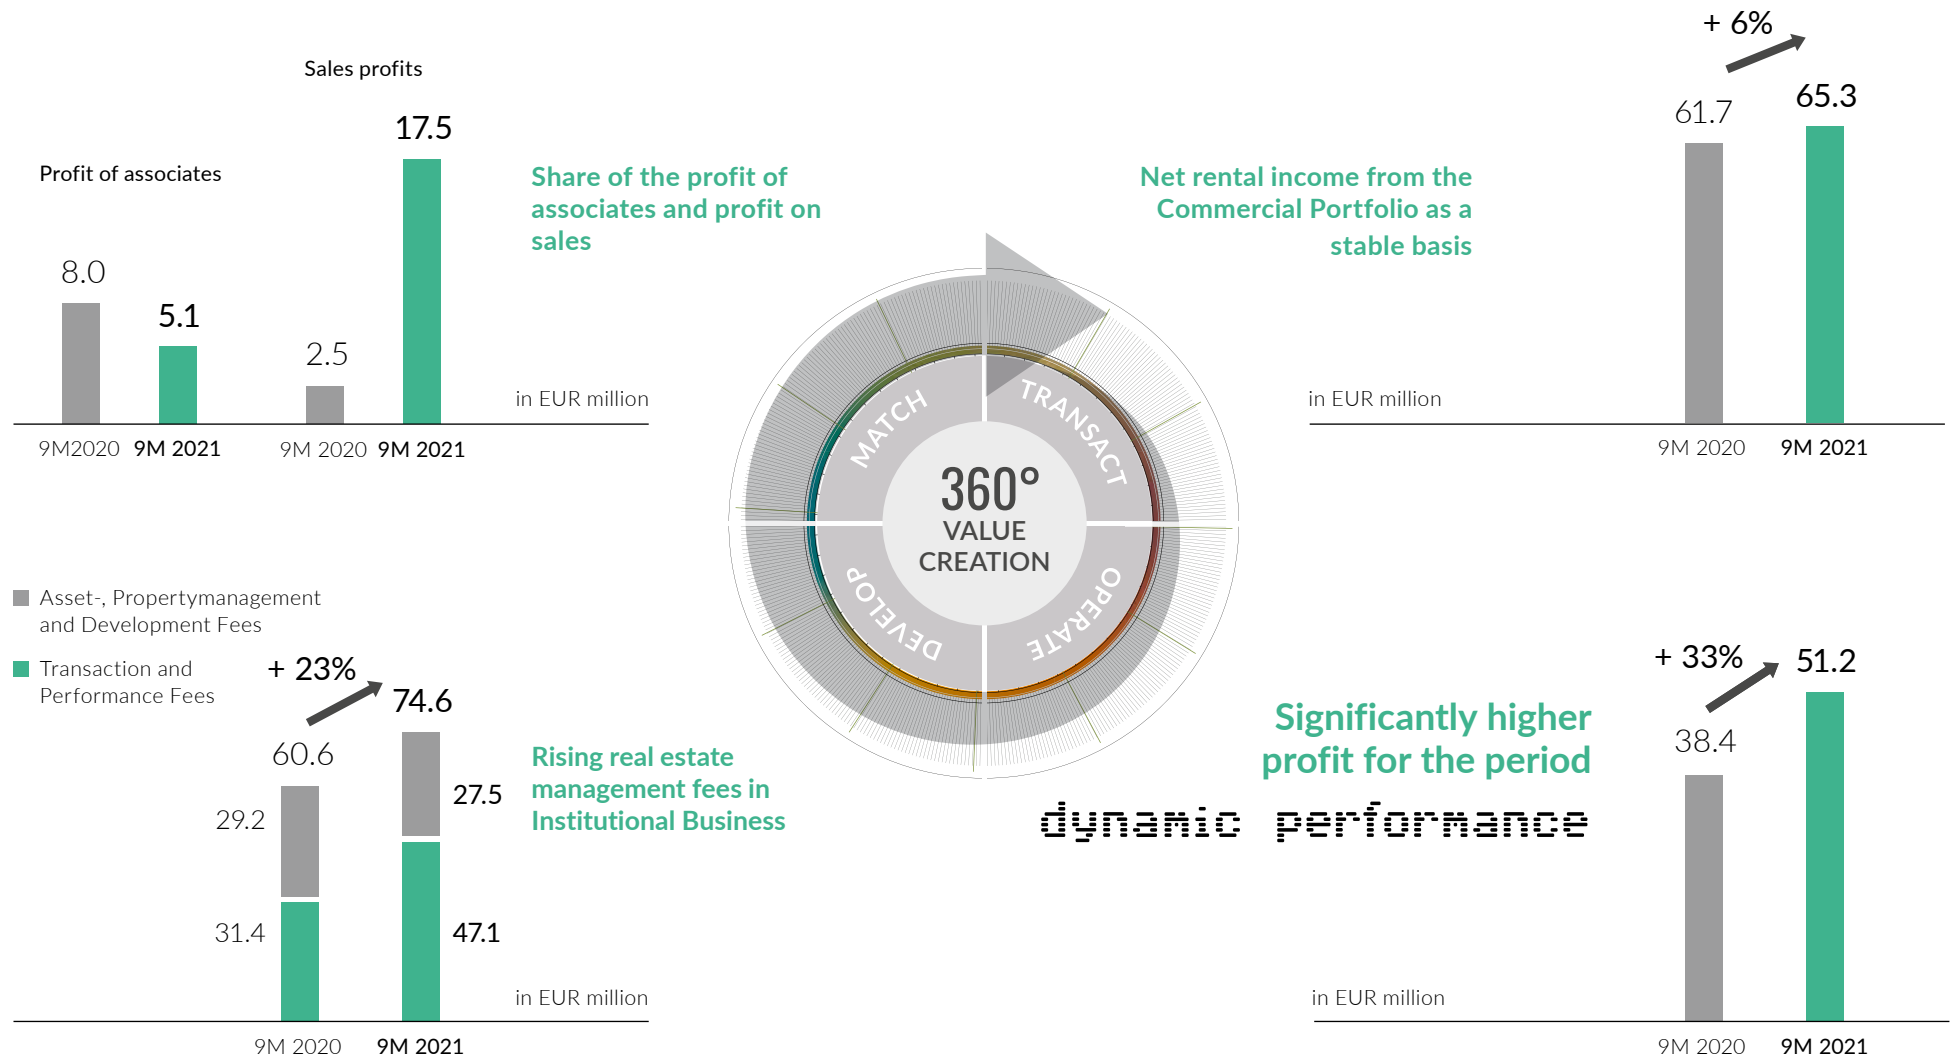 Sales profits
17.5
Profit of associates
8.0
5.1
2.5
in EUR million
9M2020 9M 2021 9M 2020 9M 2021
Share of the profit of
associates and profit on
sales
Net rental income from the
Commercial Portfolio as a
stable basis
+ 6%
61.7
65.3
in EUR million
9M 2020 9M 2021
MATCH
TRANSACT
360°
VALUE
CREATION
DEVELOP
OPERATE
Asset-, Propertymanagement
and Development Fees
Transaction and
Performance Fees
+ 23%
74.6
60.6
29.2
27.5
31.4
47.1
in EUR million
9M 2020 9M 2021
Rising real estate
management fees in
Institutional Business
Significantly higher
profit for the period
dynamic performance
+ 33%
51.2
38.4
in EUR million
9M 2020 9M 2021